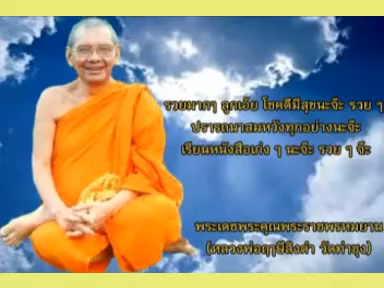 รวยมากๆ ลูกเอ้ย โชคดีมีสุขนะจ๊ะ รวย ๆ
ปรารถนาสมหวังทุกอย่างนะจ๊ะ
เรียนหนังสือเก่ง ๆ นะจ๊ะ รวย ๆ จ๊ะ
พระเดชพระคุณพระราชพรหมยาน
(หลวงพ่อฤๅษีลิงดำ วัดท่าซุง)